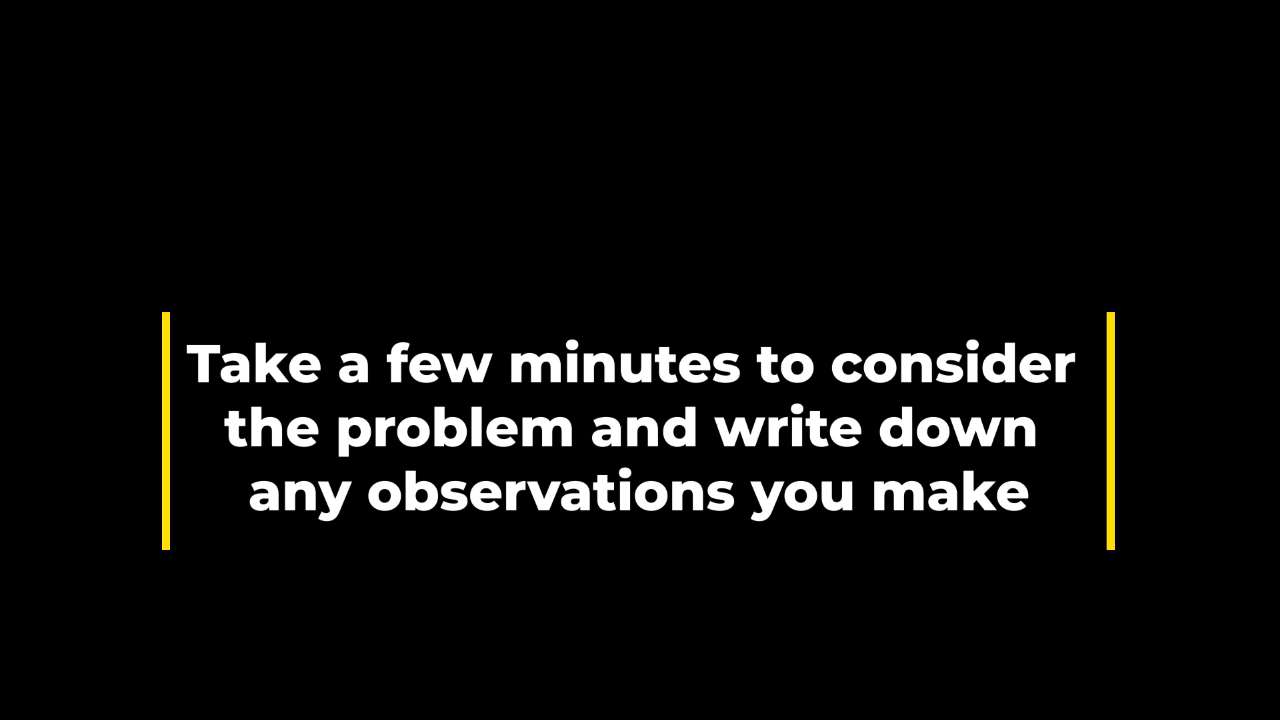 Take a few minutes to consider
the problem and write down
any observations you make